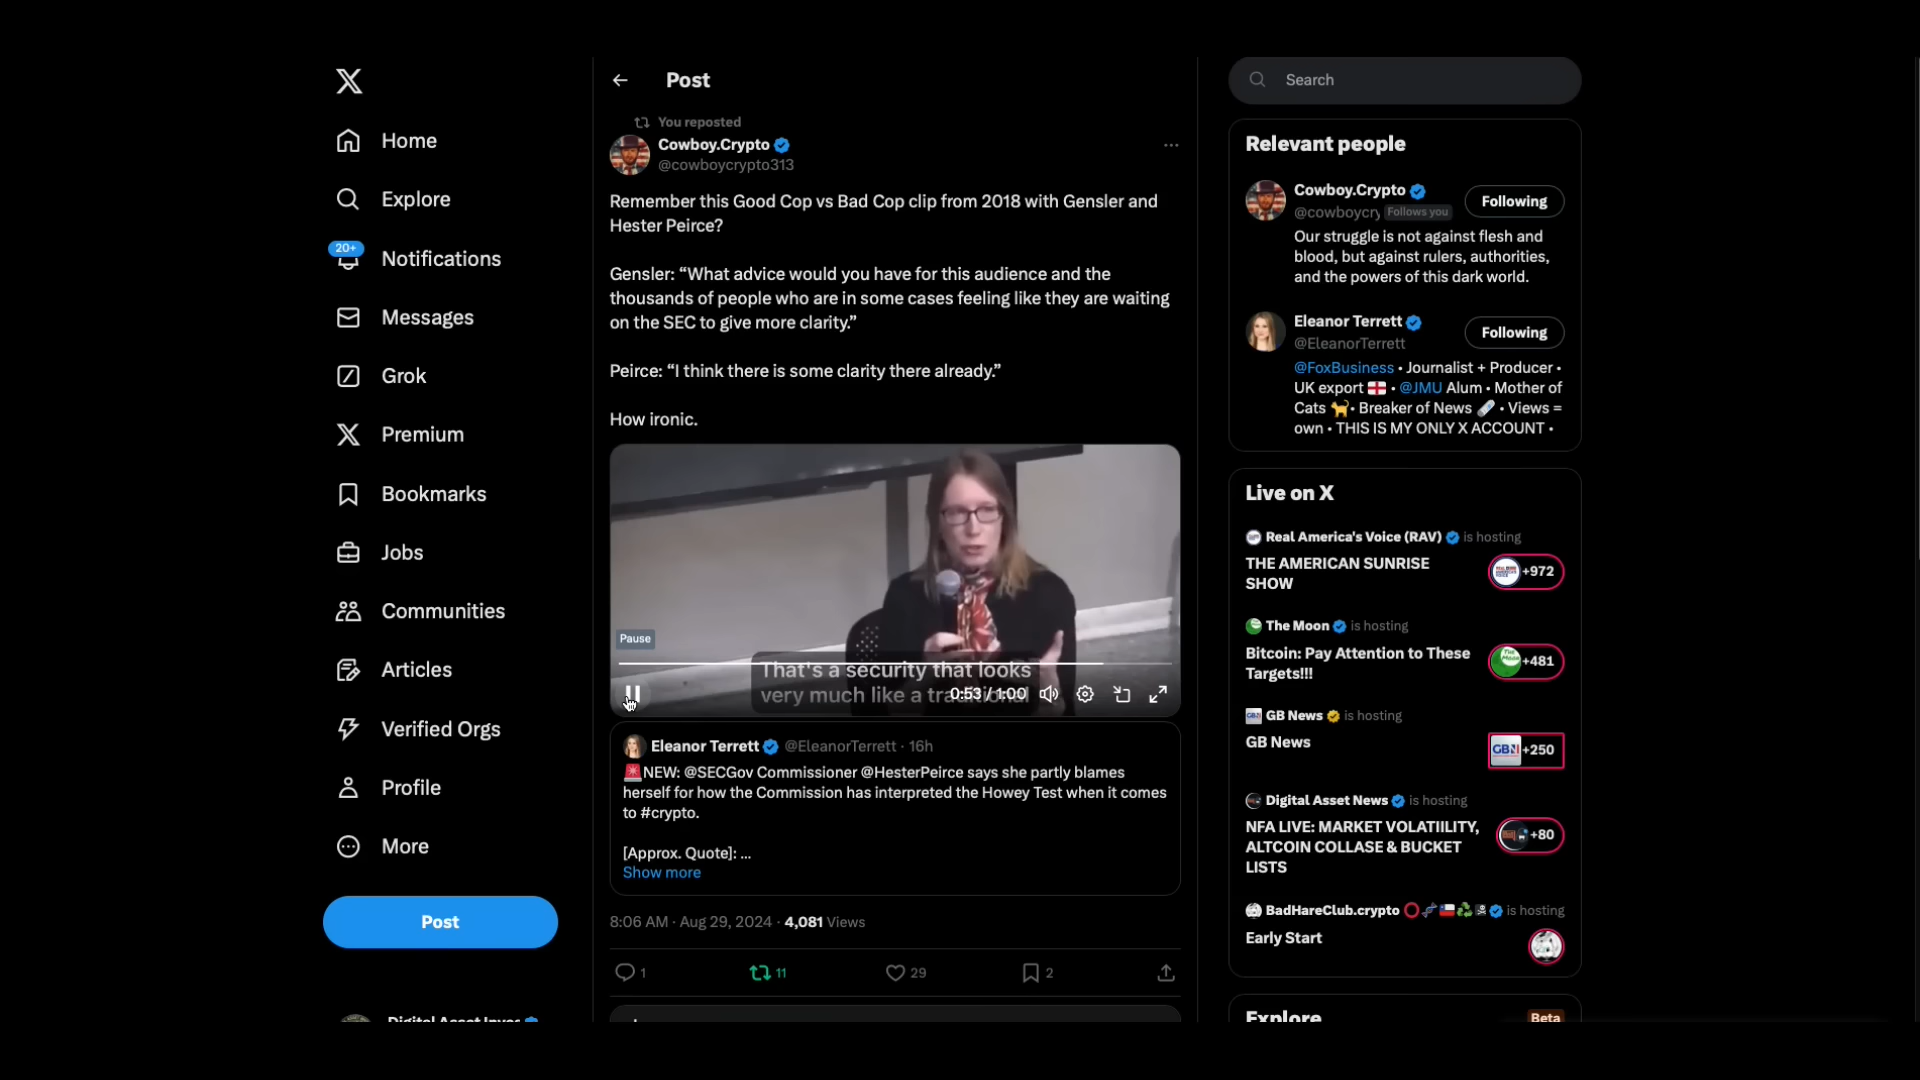 Home
Explore
20+
Notifications
Messages
Grok
Premium
Bookmarks
Jobs
Communities
Articles
Verified Orgs
Profile
More
Post
Post
You reposted
Cowboy.Crypto
@cowboycrypto313
Remember this Good Cop vs Bad Cop clip from 2018 with Gensler and
Hester Peirce?
Gensler: “What advice would you have for this audience and the
thousands of people who are in some cases feeling like they are waiting
on the SEC to give more clarity.”
Peirce: “I think there is some clarity there already.”
How ironic.
Pause
That's a security that looks
very much like a traditional
0:53 / 1:00
Eleanor Terrett @EleanorTerrett · 16h
🚨NEW: @SECGov Commissioner @HesterPeirce says she partly blames
herself for how the Commission has interpreted the Howey Test when it comes
to #crypto.
[Approx. Quote]: ...
Show more
8:06 AM · Aug 29, 2024 · 4,081 Views
1
11
29
2
Search
Relevant people
Cowboy.Crypto
Following
@cowboycry Follows you
Our struggle is not against flesh and
blood, but against rulers, authorities,
and the powers of this dark world.
Eleanor Terrett
Following
@EleanorTerrett
@FoxBusiness • Journalist + Producer •
UK export 🏴󠁧󠁢󠁥󠁮󠁧󠁿 • @JMU Alum • Mother of
Cats 🐈 • Breaker of News 🗞️ • Views =
own • THIS IS MY ONLY X ACCOUNT •
Live on X
Real America's Voice (RAV) is hosting
THE AMERICAN SUNRISE
SHOW
+972
The Moon is hosting
Bitcoin: Pay Attention to These
Targets!!!
+481
GB News is hosting
GB News
GBN +250
Digital Asset News is hosting
NFA LIVE: MARKET VOLATIILITY,
ALTCOIN COLLASE & BUCKET
LISTS
+80
BadHareClub.crypto is hosting
Early Start
Explore
Beta
Digital Asset Inves